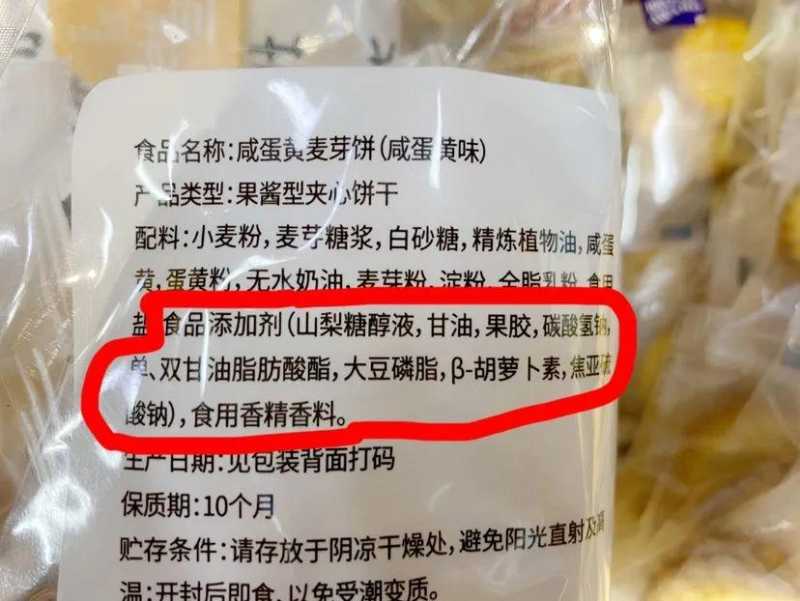 食品名称:咸蛋黄麦芽饼(咸蛋黄味)
产品类型:果酱型夹心饼干
配料:小麦粉,麦芽糖浆,白砂糖,精炼植物油,咸蛋
黄,蛋黄粉,无水奶油,麦芽粉,淀粉,全脂乳粉,食用
盐,食品添加剂(山梨糖醇液,甘油,果胶,碳酸氢钠,
单、双甘油脂肪酸酯,大豆磷脂,β-胡萝卜素,焦亚硫
酸钠),食用香精香料。
生产日期:见包装背面打码
保质期:10个月
贮存条件:请存放于阴凉干燥处,避免阳光直射及高
温;开封后即食,以免受潮变质。